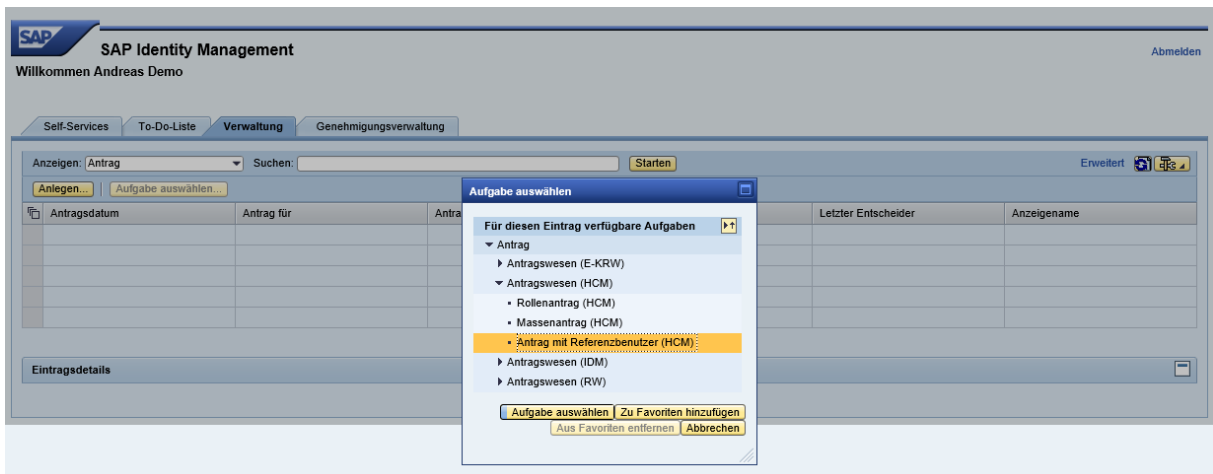 SAP
SAP Identity Management
Abmelden
Willkommen Andreas Demo
Self-Services To-Do-Liste Verwaltung Genehmigungsverwaltung
Anzeigen: Antrag Suchen: Starten Erweitert
Anlegen... Aufgabe auswählen...
Antragsdatum Antrag für Antra Letzter Entscheider Anzeigename
Eintragsdetails
Aufgabe auswählen
Für diesen Eintrag verfügbare Aufgaben
Antrag
Antragswesen (E-KRW)
Antragswesen (HCM)
Rollenantrag (HCM)
Massenantrag (HCM)
Antrag mit Referenzbenutzer (HCM)
Antragswesen (IDM)
Antragswesen (RW)
Aufgabe auswählen Zu Favoriten hinzufügen
Aus Favoriten entfernen Abbrechen